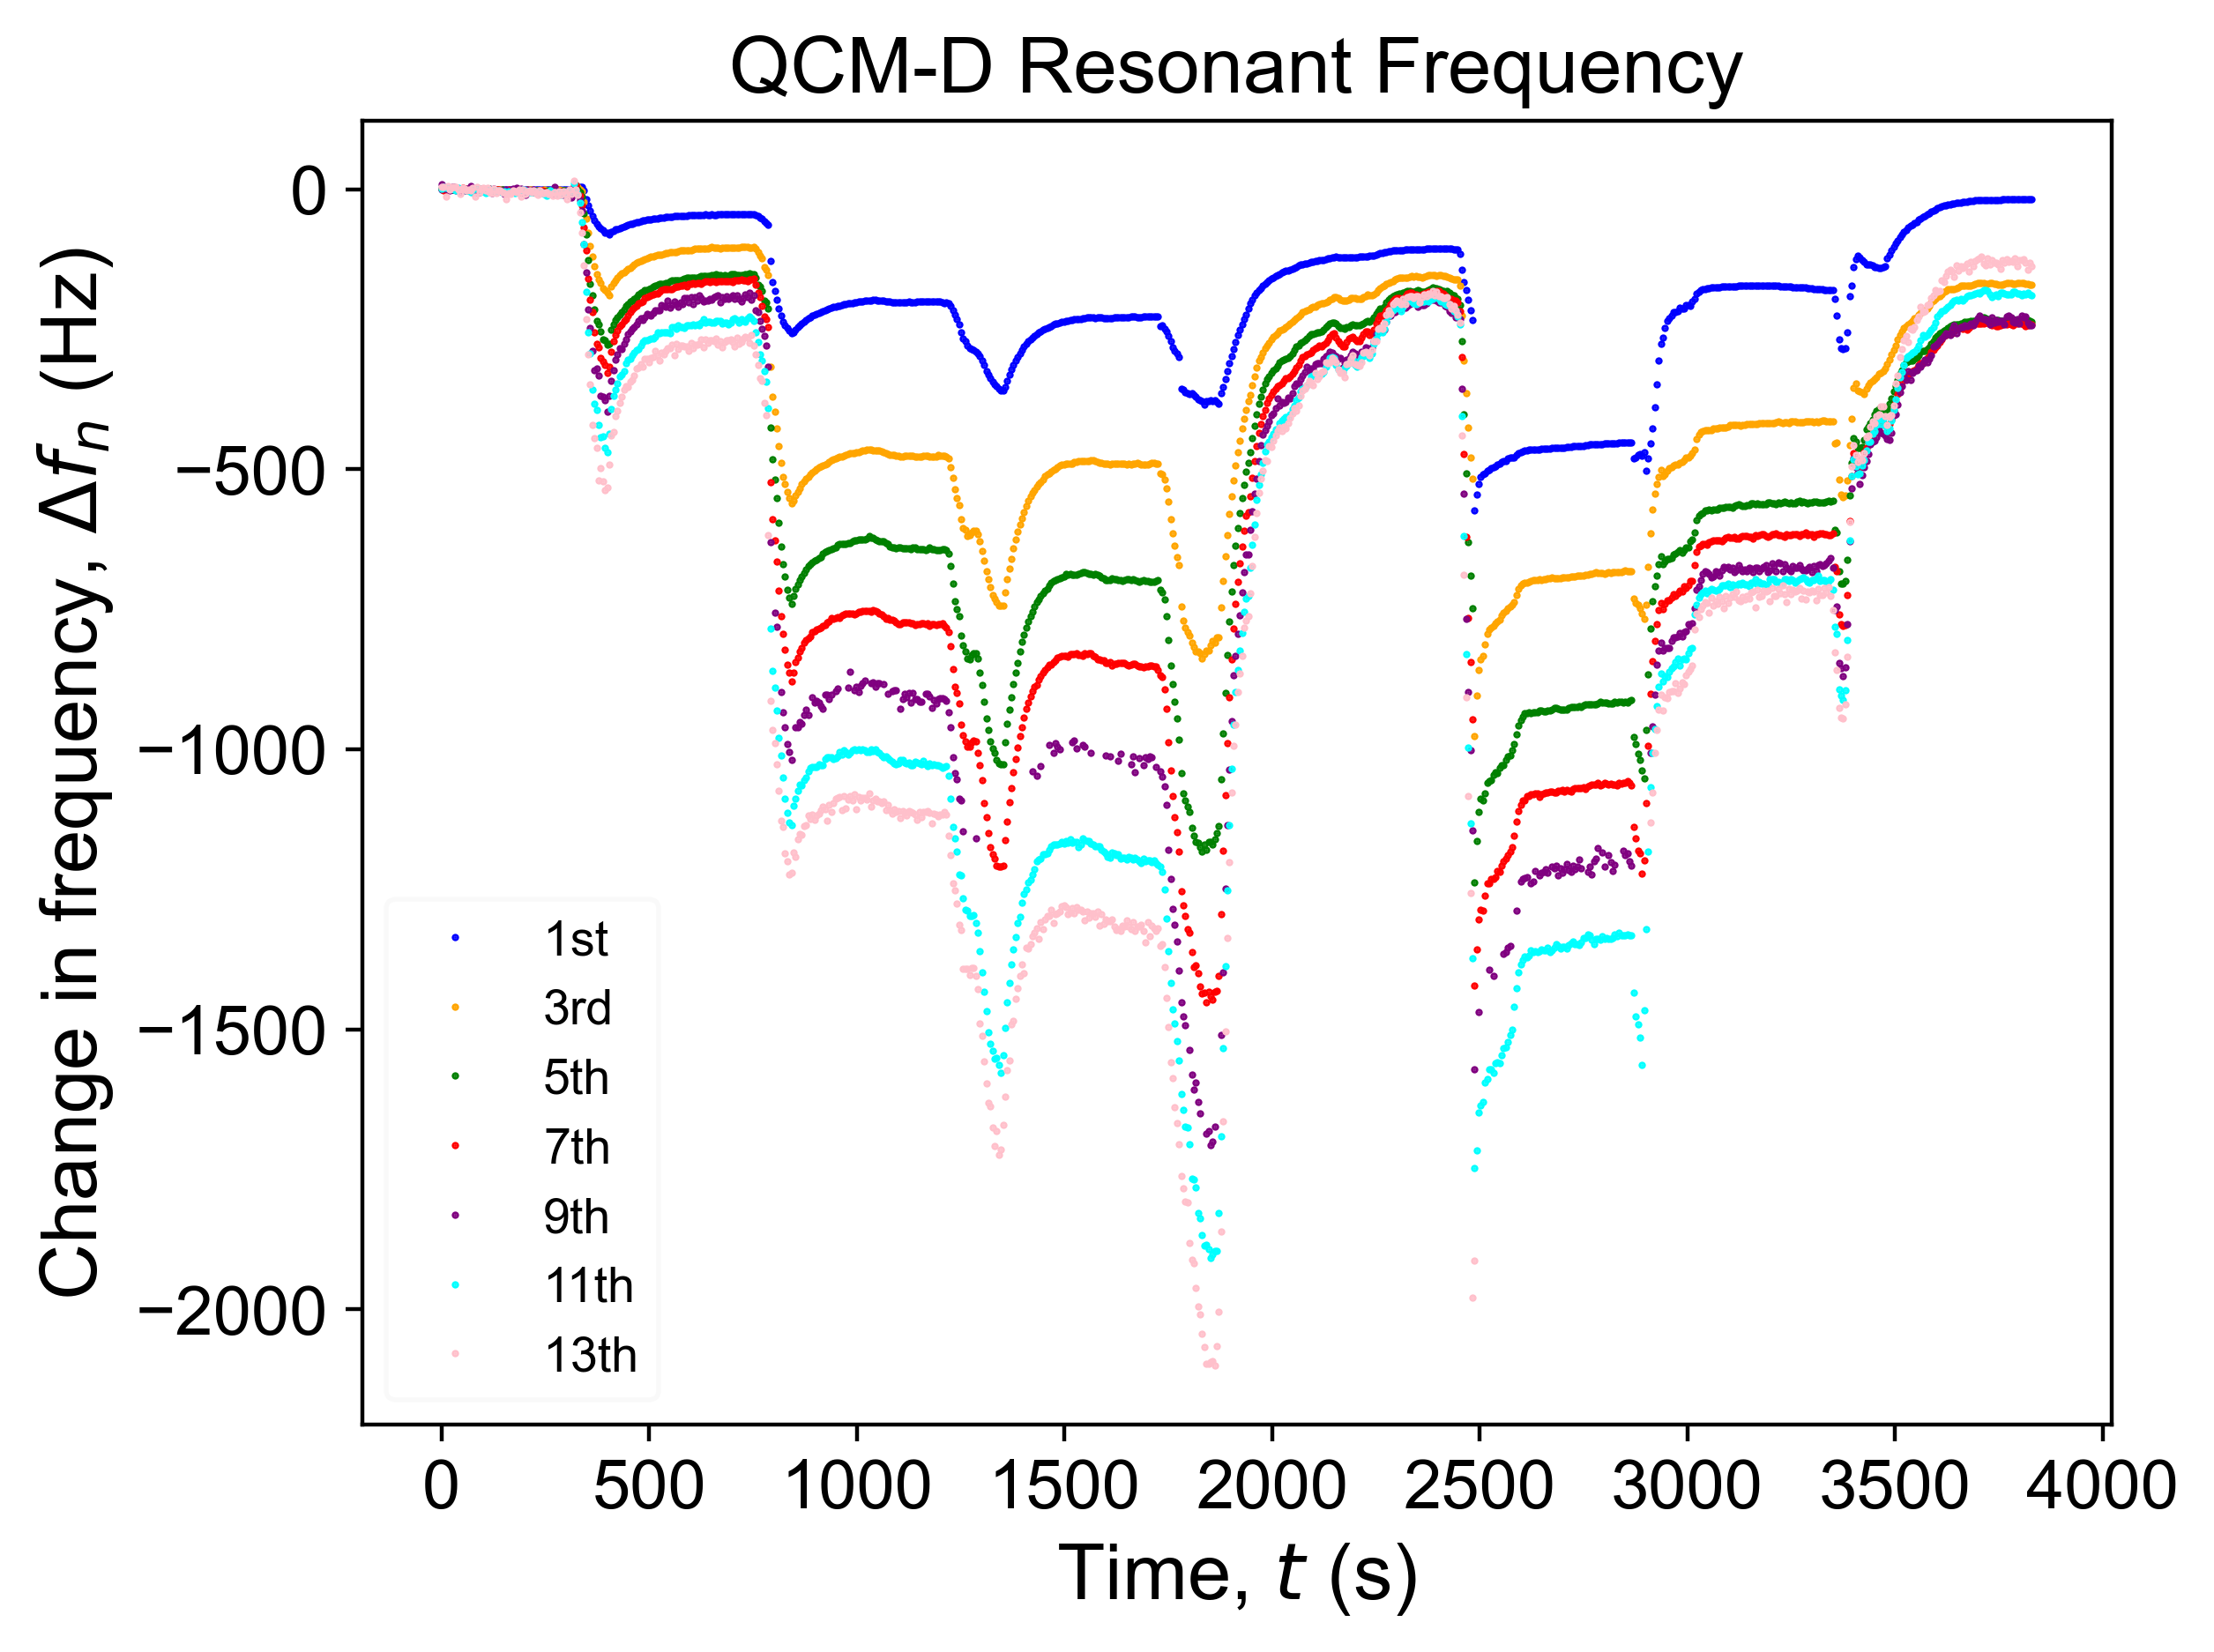 QCM-D Resonant Frequency
Change in frequency, Δfₙ (Hz)
0
−500
−1000
−1500
−2000
1st
3rd
5th
7th
9th
11th
13th
0 500 1000 1500 2000 2500 3000 3500 4000
Time, t (s)